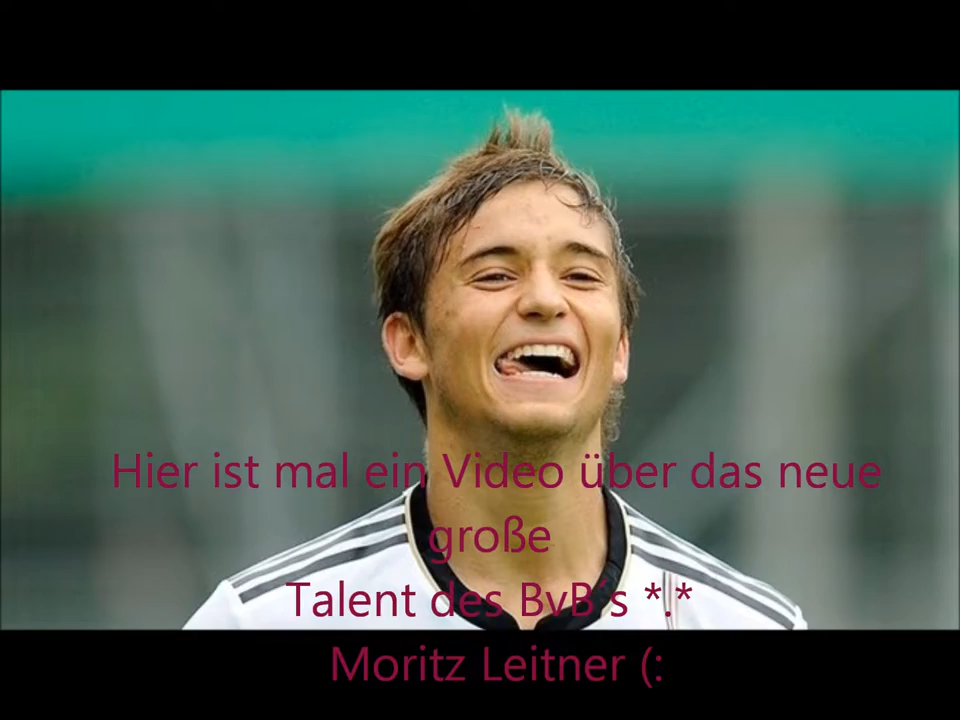 Hier ist mal ein Video über das neue
große
Talent des BvB´s *.*
Moritz Leitner (: